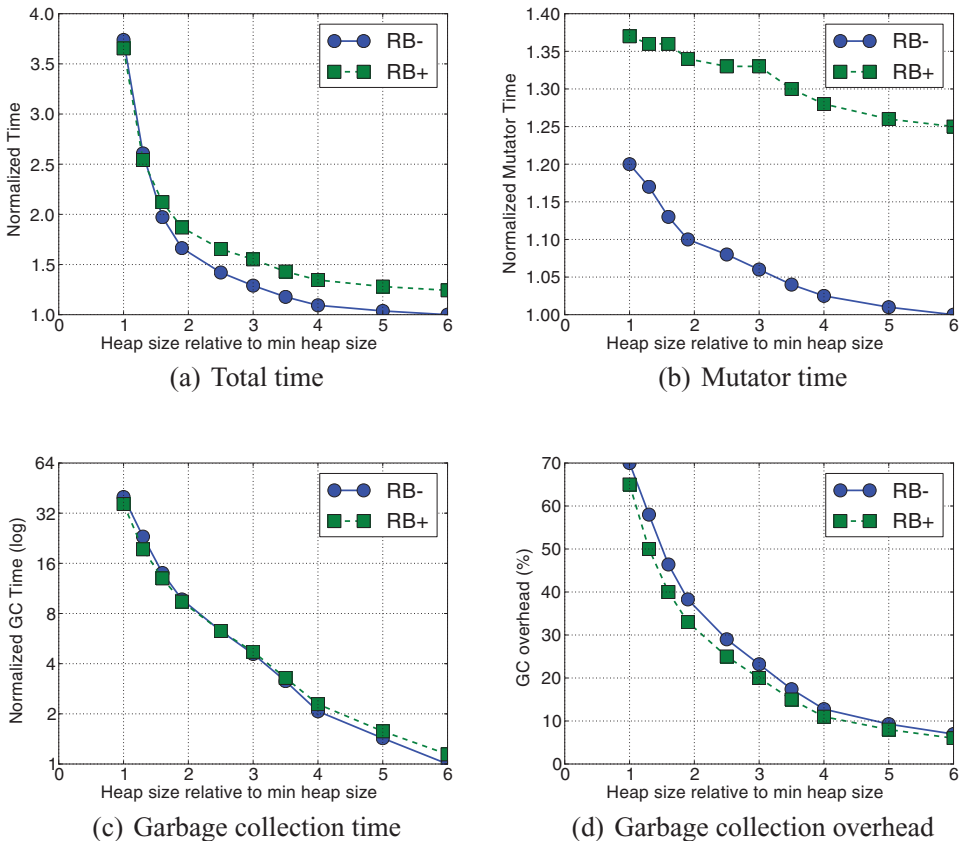 4.0
3.5
3.0
2.5
2.0
1.5
1.0
Normalized Time
RB-
RB+
0 1 2 3 4 5 6
Heap size relative to min heap size
(a) Total time
1.40
1.35
1.30
1.25
1.20
1.15
1.10
1.05
1.00
Normalized Mutator Time
RB-
RB+
0 1 2 3 4 5 6
Heap size relative to min heap size
(b) Mutator time
64
32
16
8
4
2
1
Normalized GC Time (log)
RB-
RB+
0 1 2 3 4 5 6
Heap size relative to min heap size
(c) Garbage collection time
70
60
50
40
30
20
10
0
GC overhead (%)
RB-
RB+
0 1 2 3 4 5 6
Heap size relative to min heap size
(d) Garbage collection overhead